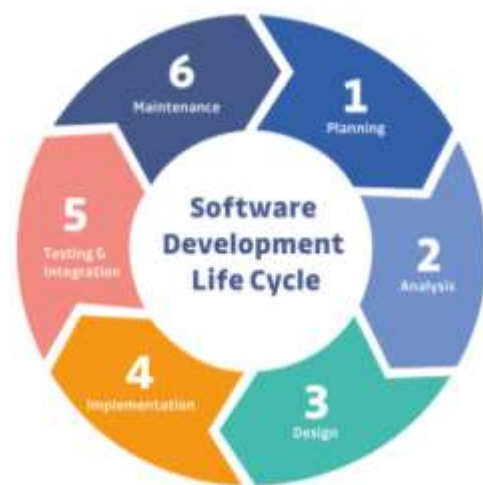 Software
Development
Life Cycle
1
Planning
2
Analysis
3
Design
4
Implementation
5
Testing &
Integration
6
Maintenance